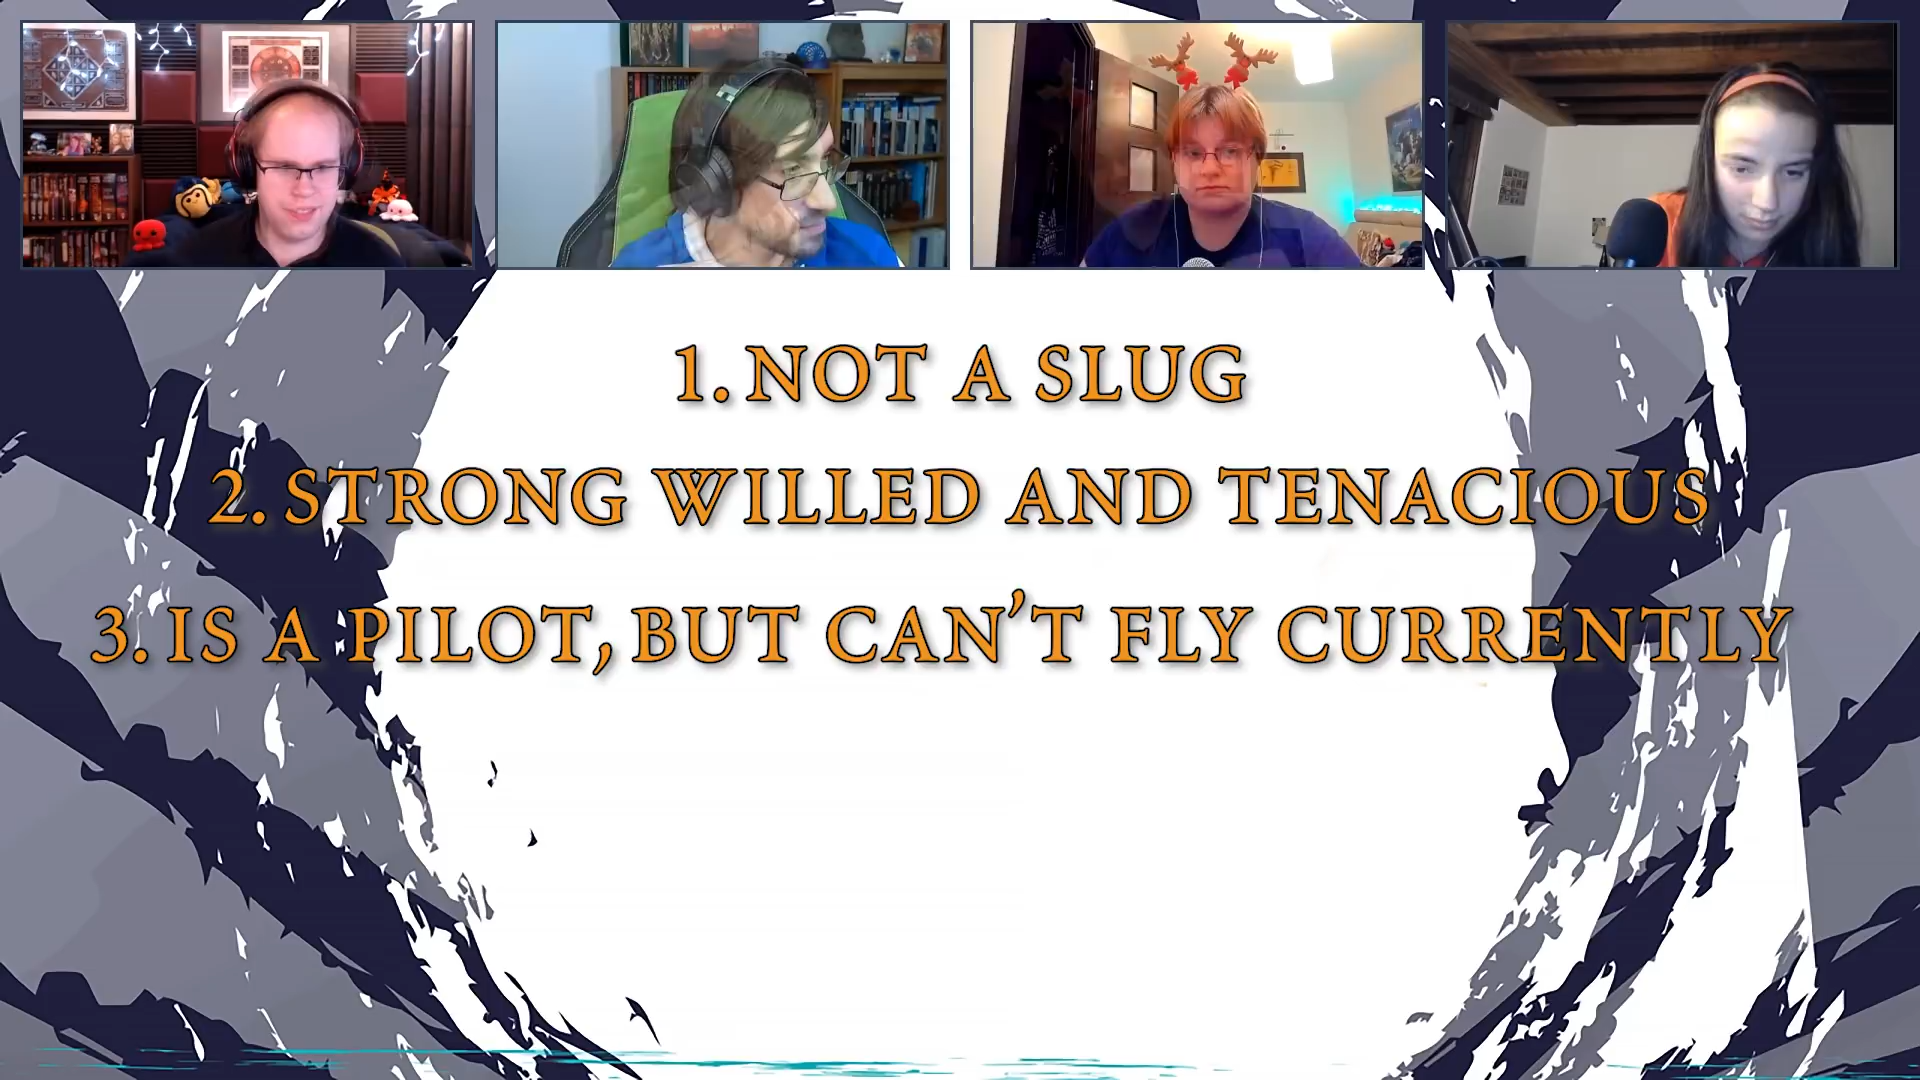 1. NOT A SLUG
2. STRONG WILLED AND TENACIOUS
3. IS A PILOT, BUT CAN'T FLY CURRENTLY